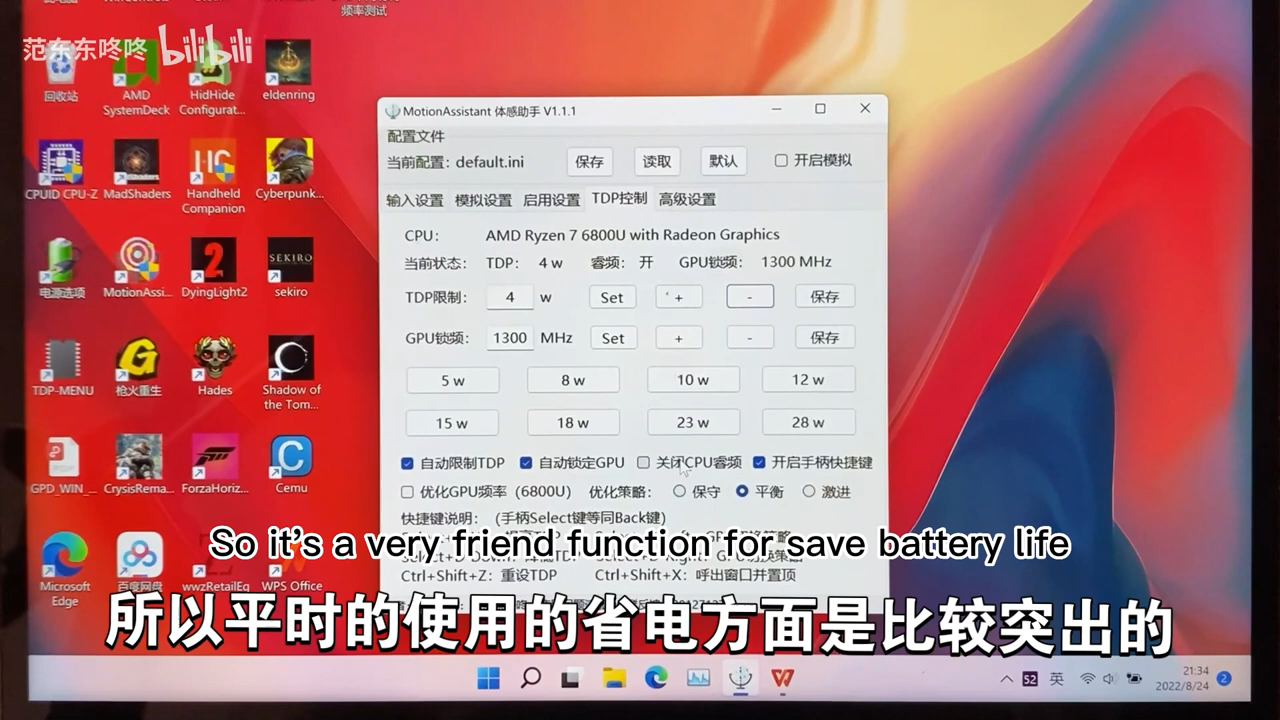 频率测试
范东东咚咚 bilibili
回收站
AMD SystemDeck
HidHide Configurat...
eldenring
CPUID CPU-Z
MadShaders
Handheld Companion
Cyberpunk...
电源选项
MotionAssi...
DyingLight2
SEKIRO
sekiro
TDP-MENU
枪火重生
Hades
Shadow of the Tom...
GPD_WIN_...
CrysisRema...
ForzaHoriz...
Cemu
Microsoft Edge
百度网盘
wwzRetailEg
WPS Office
MotionAssistant 体感助手 V1.1.1
配置文件
当前配置: default.ini 保存 读取 默认 开启模拟
输入设置 模拟设置 启用设置 TDP控制 高级设置
CPU: AMD Ryzen 7 6800U with Radeon Graphics
当前状态: TDP: 4 w 睿频: 开 GPU锁频: 1300 MHz
TDP限制: 4 w Set + - 保存
GPU锁频: 1300 MHz Set + - 保存
5 w 8 w 10 w 12 w
15 w 18 w 23 w 28 w
自动限制TDP 自动锁定GPU 关闭CPU睿频 开启手柄快捷键
优化GPU频率 (6800U) 优化策略: 保守 平衡 激进
快捷键说明: (手柄Select键等同Back键)
Ctrl+Shift+Z: 重设TDP Ctrl+Shift+X: 呼出窗口并置顶
So it's a very friend function for save battery life
所以平时的使用的省电方面是比较突出的
52 英 21:34
2022/8/24 2